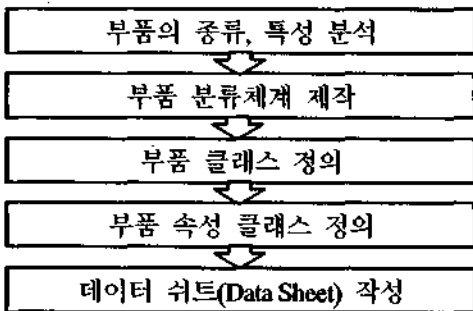 부품의 종류, 특성 분석
부품 분류체계 제작
부품 클래스 정의
부품 속성 클래스 정의
데이터 쉬트(Data Sheet) 작성